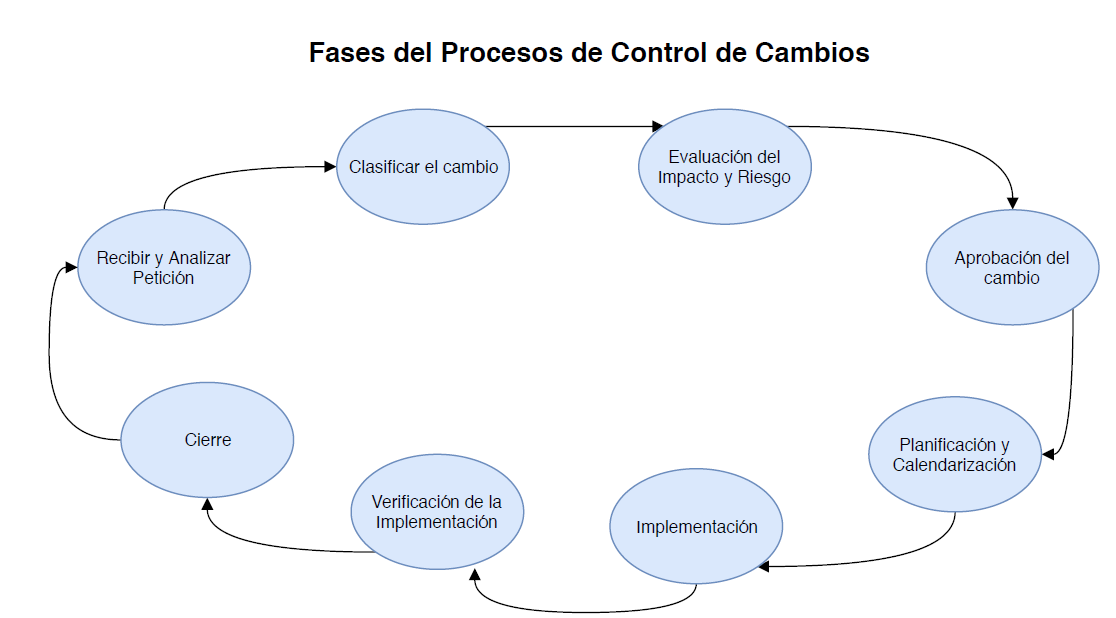 Fases del Procesos de Control de Cambios
Clasificar el cambio
Evaluación del
Impacto y Riesgo
Aprobación del
cambio
Planificación y
Calendarización
Implementación
Verificación de la
Implementación
Cierre
Recibir y Analizar
Petición